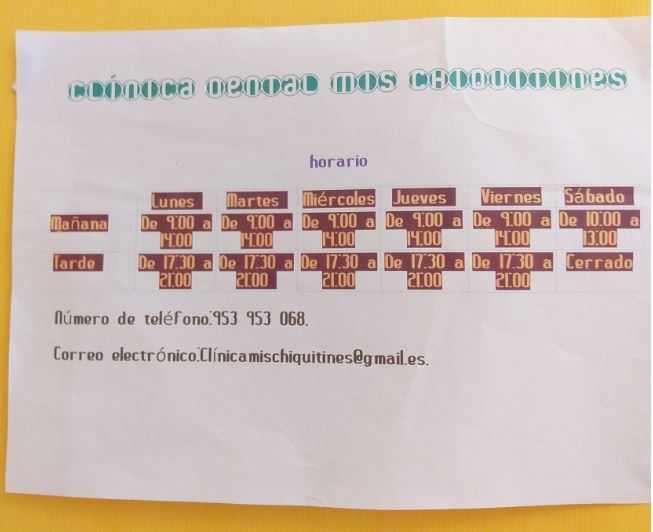 CLÍNICA DENTAL MIS CHIQUITINES
horario
Lunes Martes Miércoles Jueves Viernes Sábado
Mañana De 9:00 a 14:00 De 9:00 a 14:00 De 9:00 a 14:00 De 9:00 a 14:00 De 9:00 a 14:00 De 10:00 a 13:00
Tarde De 17:30 a 21:00 De 17:30 a 21:00 De 17:30 a 21:00 De 17:30 a 21:00 De 17:30 a 21:00 Cerrado
Número de teléfono:953 953 068.
Correo electrónico:Clínicamischiquitines@gmail.es.